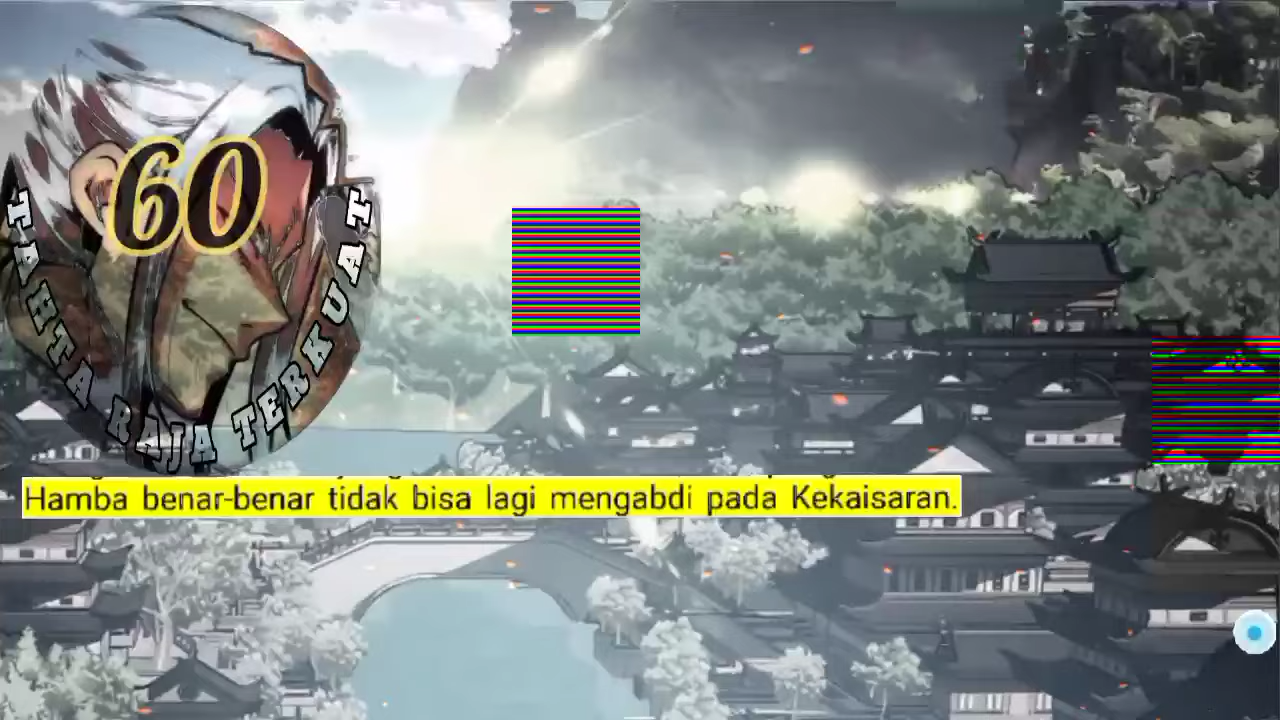 60
TAHTA RAJA TERKUAT
Hamba benar-benar tidak bisa lagi mengabdi pada Kekaisaran.